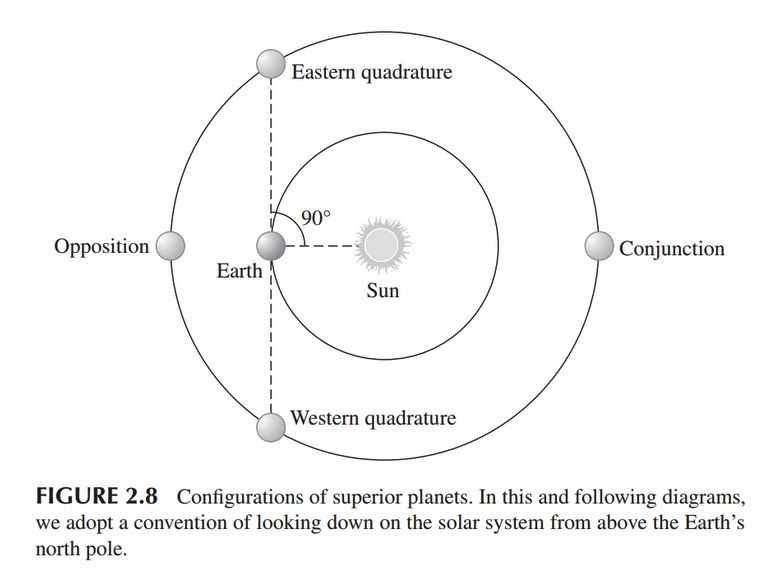 Eastern quadrature
90°
Opposition
Conjunction
Earth
Sun
Western quadrature
FIGURE 2.8 Configurations of superior planets. In this and following diagrams,
we adopt a convention of looking down on the solar system from above the Earth’s
north pole.